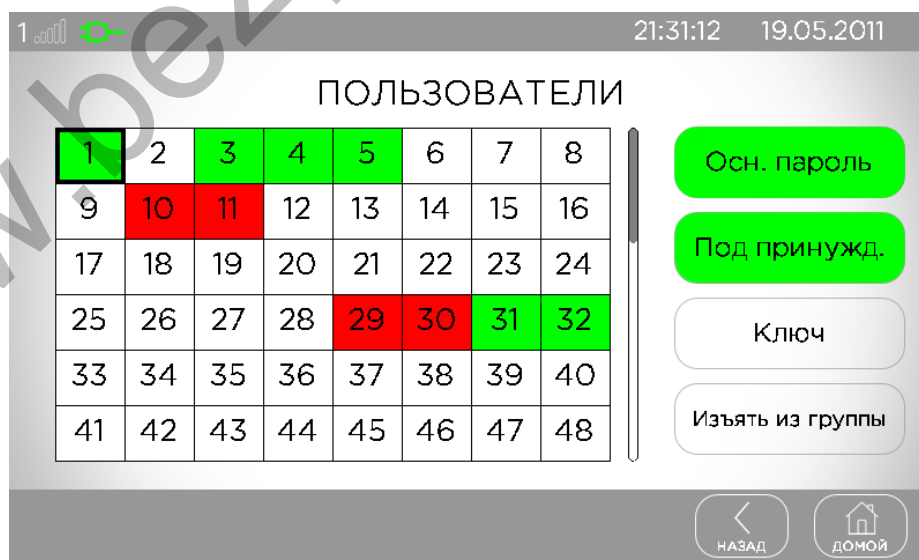 1 21:31:12 19.05.2011
ПОЛЬЗОВАТЕЛИ
1 2 3 4 5 6 7 8
9 10 11 12 13 14 15 16
17 18 19 20 21 22 23 24
25 26 27 28 29 30 31 32
33 34 35 36 37 38 39 40
41 42 43 44 45 46 47 48
Осн. пароль
Под принужд.
Ключ
Изъять из группы
НАЗАД
ДОМОЙ